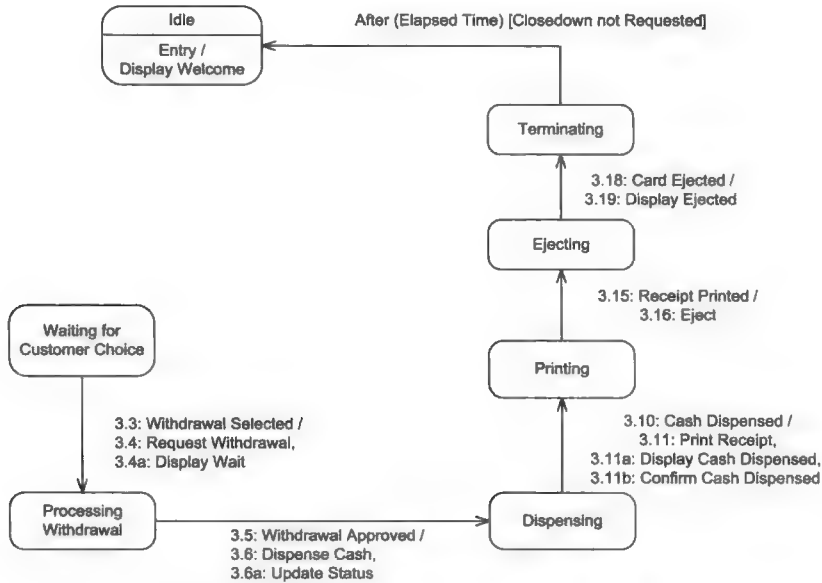 Idle
After (Elapsed Time) [Closedown not Requested]
Entry /
Display Welcome
Terminating
3.18: Card Ejected /
3.19: Display Ejected
Ejecting
3.15: Receipt Printed /
3.16: Eject
Waiting for
Customer Choice
Printing
3.3: Withdrawal Selected /
3.4: Request Withdrawal,
3.4a: Display Wait
3.10: Cash Dispensed /
3.11: Print Receipt,
3.11a: Display Cash Dispensed,
3.11b: Confirm Cash Dispensed
Processing
Withdrawal
Dispensing
3.5: Withdrawal Approved /
3.6: Dispense Cash,
3.6a: Update Status